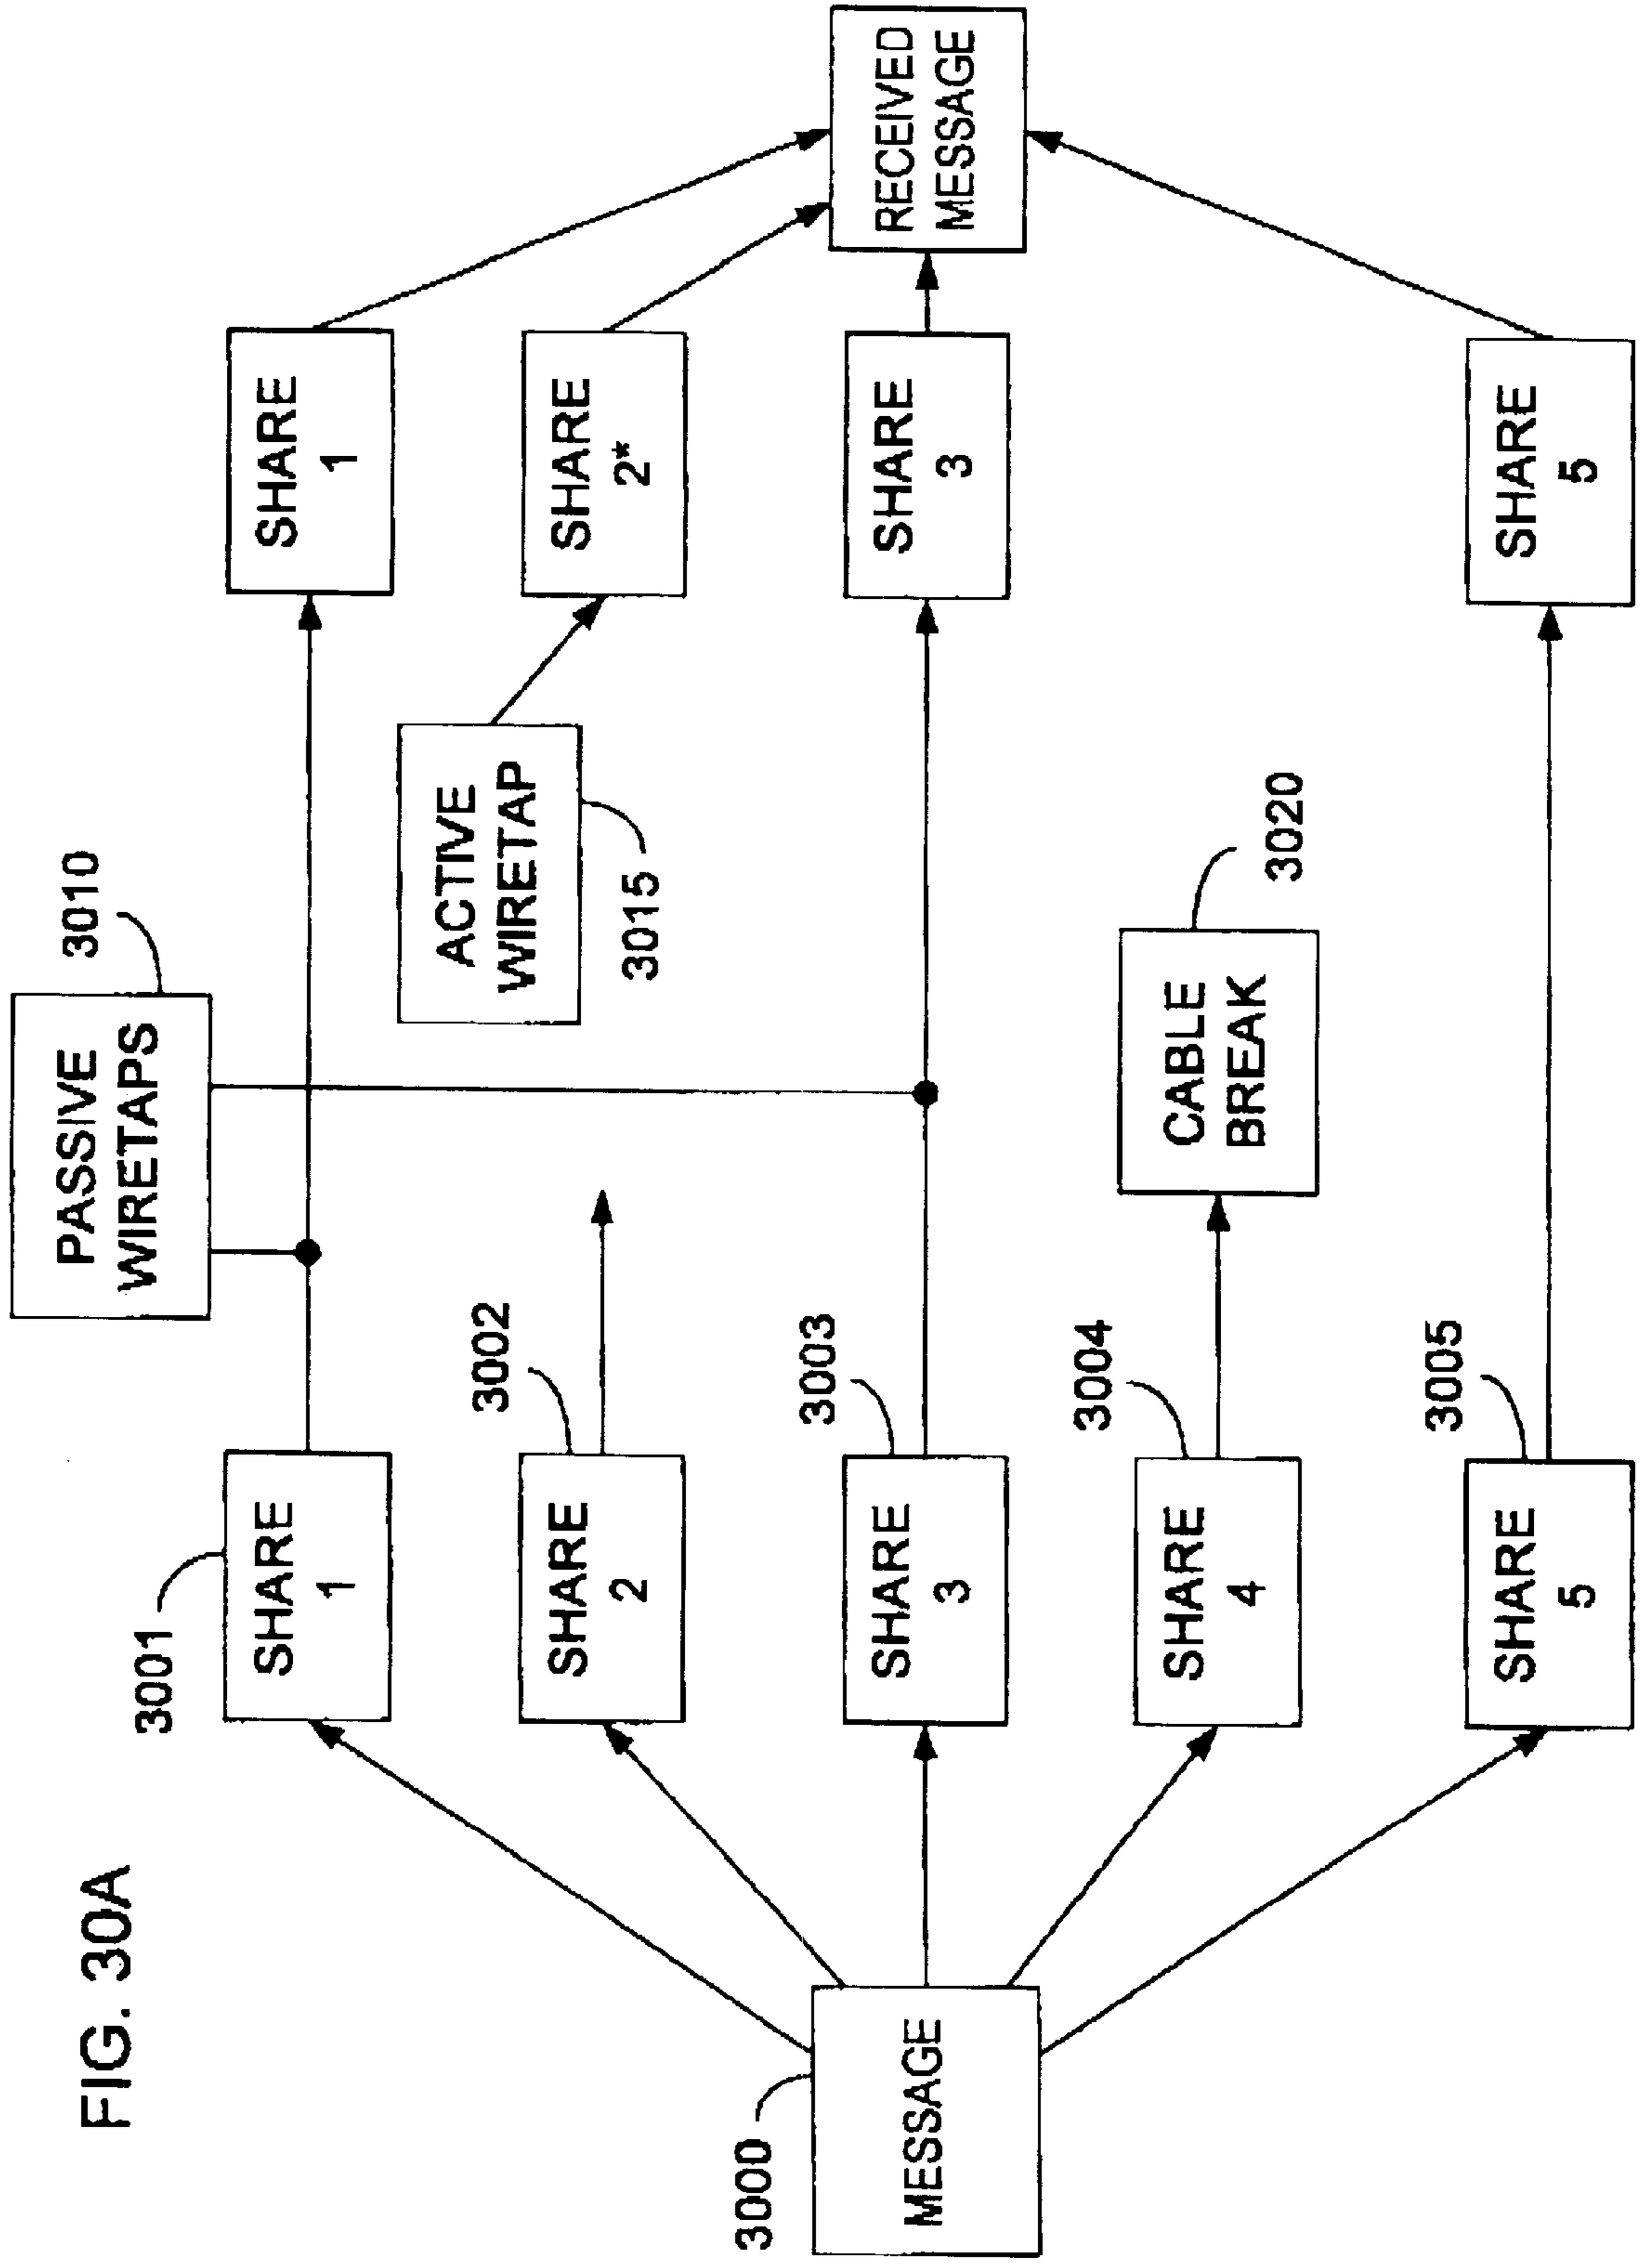 FIG. 30A
3000
MESSAGE
3001
SHARE
1
3002
SHARE
2
3003
SHARE
3
3004
SHARE
4
3005
SHARE
5
PASSIVE
WIRETAPS
3010
ACTIVE
WIRETAP
3015
CABLE
BREAK
3020
SHARE
1
SHARE
2*
SHARE
3
SHARE
5
RECEIVED
MESSAGE